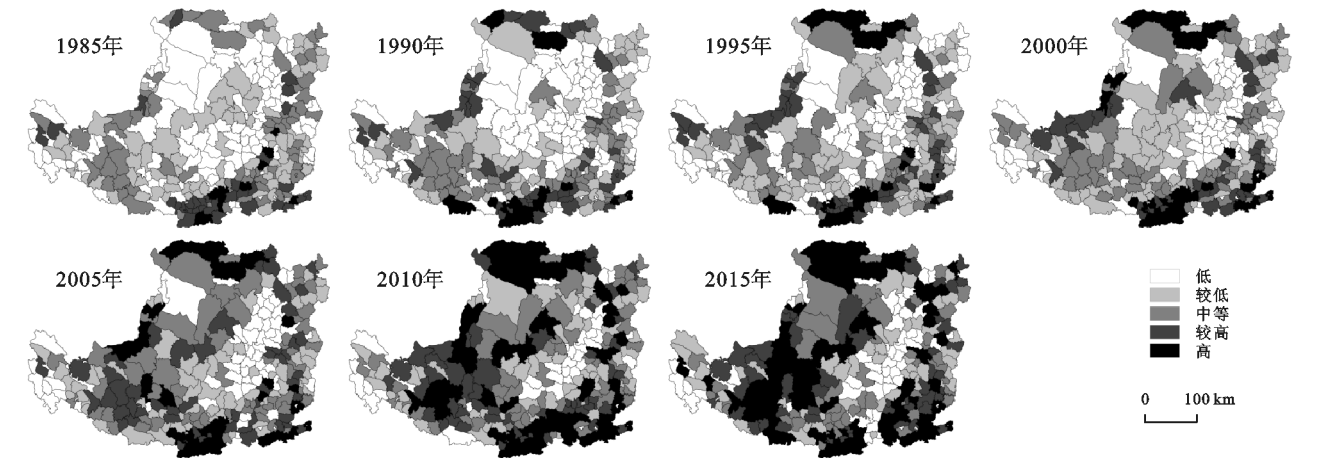 1985年
1990年
1995年
2000年
2005年
2010年
2015年
低
较低
中等
较高
高
0 100 km